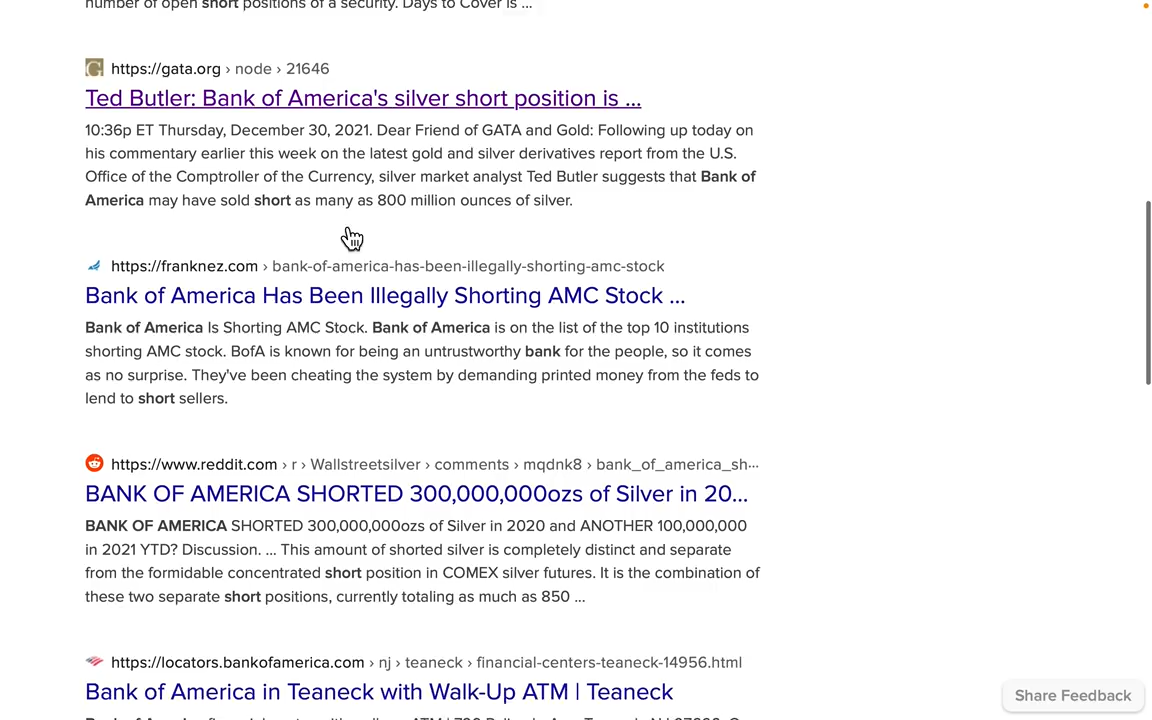 number of open short positions of a security. Days to Cover is ...
https://gata.org › node › 21646
Ted Butler: Bank of America's silver short position is ...
10:36p ET Thursday, December 30, 2021. Dear Friend of GATA and Gold: Following up today on
his commentary earlier this week on the latest gold and silver derivatives report from the U.S.
Office of the Comptroller of the Currency, silver market analyst Ted Butler suggests that Bank of
America may have sold short as many as 800 million ounces of silver.
https://franknez.com › bank-of-america-has-been-illegally-shorting-amc-stock
Bank of America Has Been Illegally Shorting AMC Stock ...
Bank of America Is Shorting AMC Stock. Bank of America is on the list of the top 10 institutions
shorting AMC stock. BofA is known for being an untrustworthy bank for the people, so it comes
as no surprise. They've been cheating the system by demanding printed money from the feds to
lend to short sellers.
https://www.reddit.com › r › Wallstreetsilver › comments › mqdnk8 › bank_of_america_sh...
BANK OF AMERICA SHORTED 300,000,000ozs of Silver in 20...
BANK OF AMERICA SHORTED 300,000,000ozs of Silver in 2020 and ANOTHER 100,000,000
in 2021 YTD? Discussion. ... This amount of shorted silver is completely distinct and separate
from the formidable concentrated short position in COMEX silver futures. It is the combination of
these two separate short positions, currently totaling as much as 850 ...
https://locators.bankofamerica.com › nj › teaneck › financial-centers-teaneck-14956.html
Bank of America in Teaneck with Walk-Up ATM | Teaneck
Share Feedback